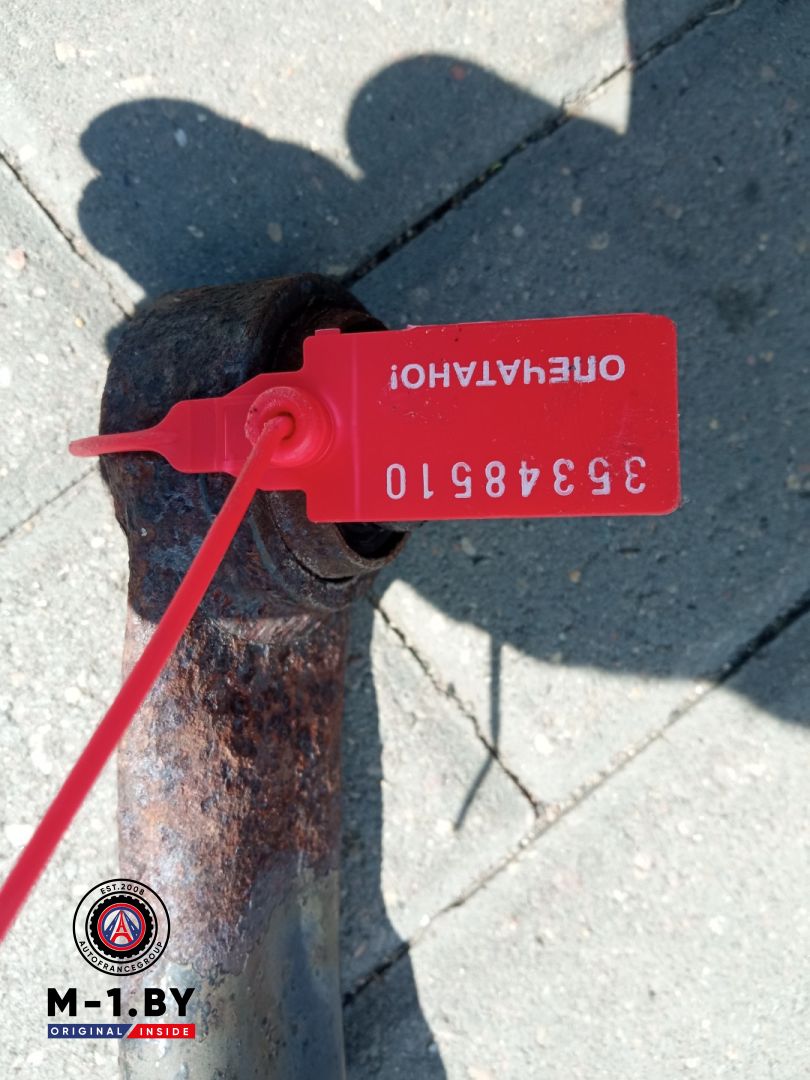 ОПЕЧАТАНО!
35348510
EST.2008
AUTOFRANCEGROUP
M-1.BY
ORIGINAL INSIDE